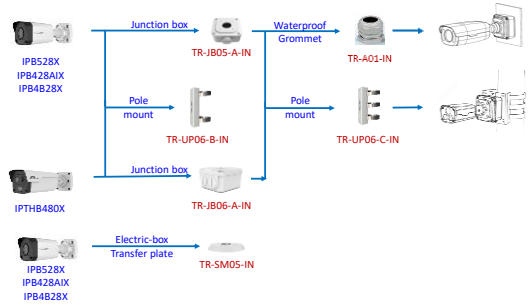 Junction box
Waterproof
Grommet
TR-JB05-A-IN
TR-A01-IN
IPB528X
IPB428AIX
IPB4B28X
Pole
mount
Pole
mount
TR-UP06-B-IN
TR-UP06-C-IN
Junction box
IPTHB480X
TR-JB06-A-IN
Electric-box
Transfer plate
TR-SM05-IN
IPB528X
IPB428AIX
IPB4B28X